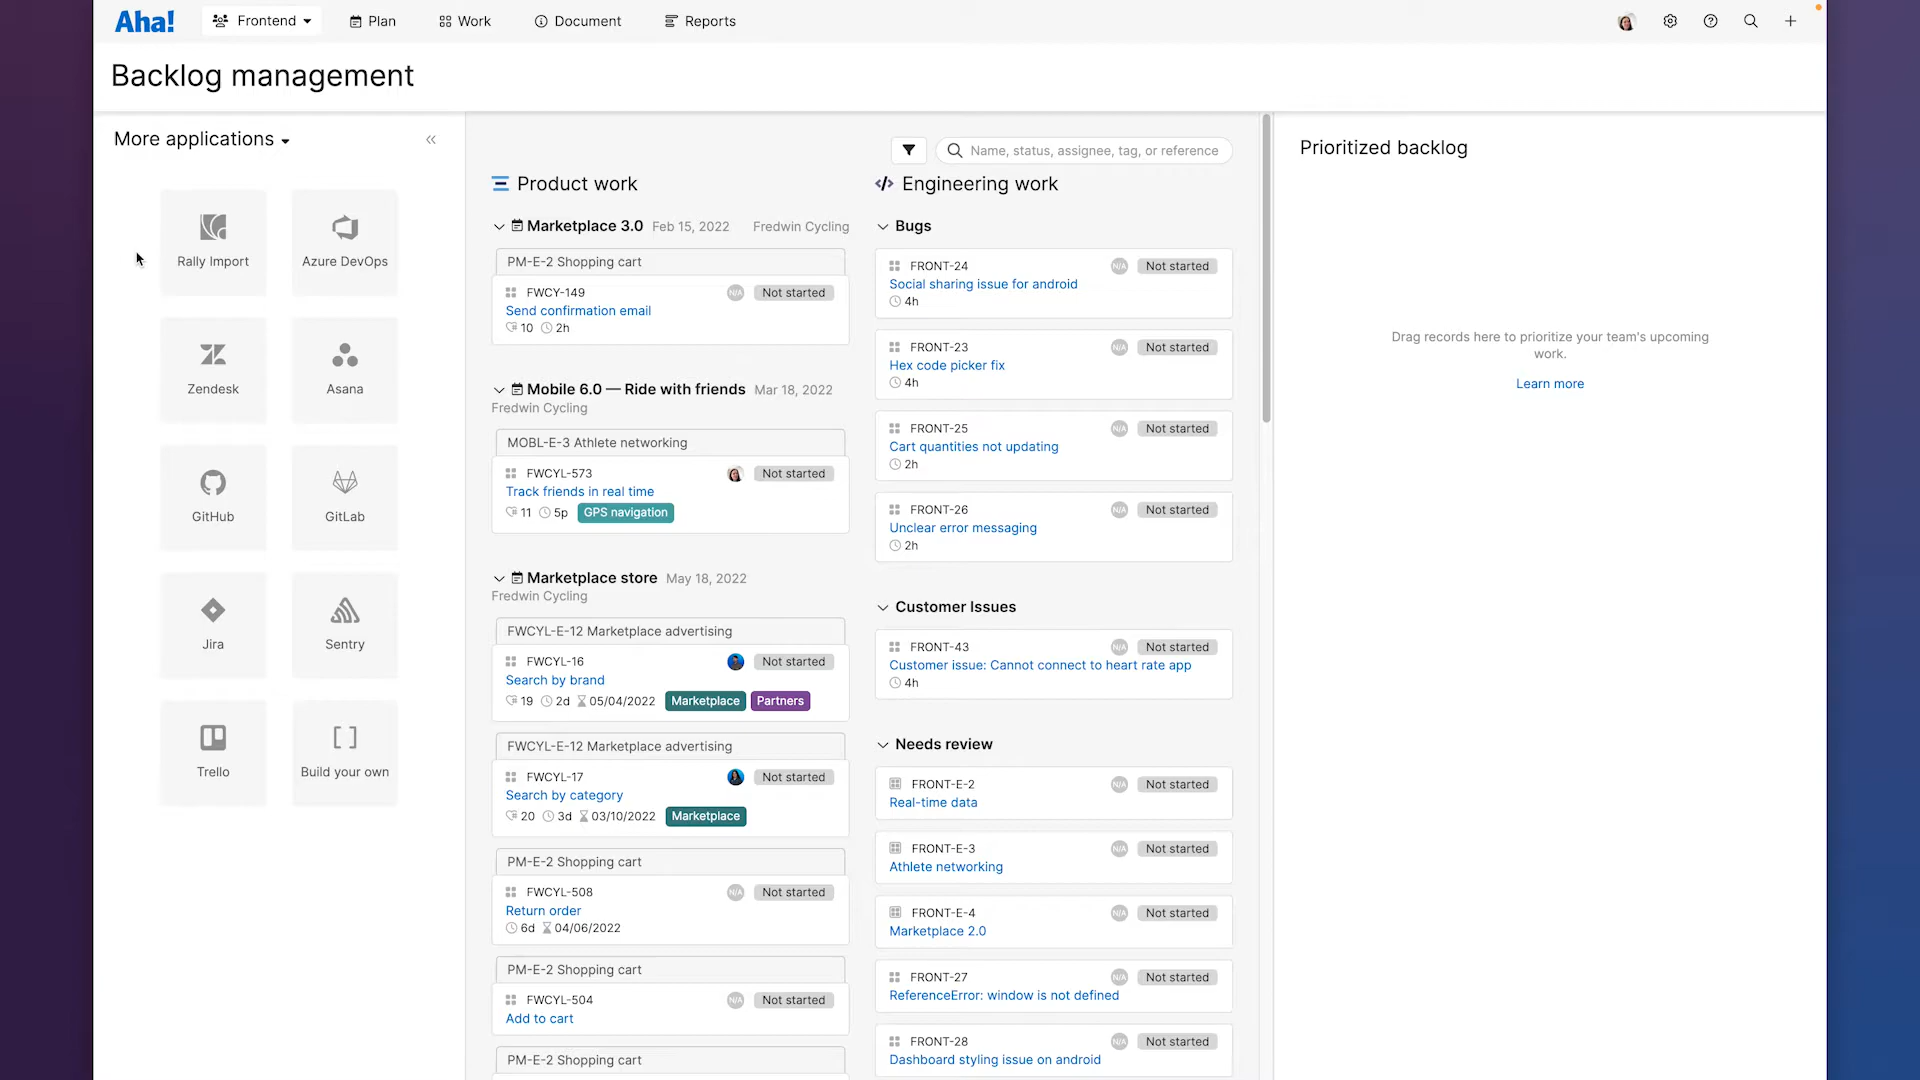 Aha!
Frontend
Plan
Work
Document
Reports
Backlog management
More applications
«
Rally Import
Azure DevOps
Zendesk
Asana
GitHub
GitLab
Jira
Sentry
Trello
Build your own
Name, status, assignee, tag, or reference
Product work
Marketplace 3.0 Feb 15, 2022 Fredwin Cycling
PM-E-2 Shopping cart
FWCY-149 N/A Not started
Send confirmation email
10 2h
Mobile 6.0 — Ride with friends Mar 18, 2022
Fredwin Cycling
MOBL-E-3 Athlete networking
FWCYL-573 Not started
Track friends in real time
11 5p GPS navigation
Marketplace store May 18, 2022
Fredwin Cycling
FWCYL-E-12 Marketplace advertising
FWCYL-16 Not started
Search by brand
19 2d 05/04/2022 Marketplace Partners
FWCYL-E-12 Marketplace advertising
FWCYL-17 Not started
Search by category
20 3d 03/10/2022 Marketplace
PM-E-2 Shopping cart
FWCYL-508 N/A Not started
Return order
6d 04/06/2022
PM-E-2 Shopping cart
FWCYL-504 N/A Not started
Add to cart
PM-E-2 Shopping cart
Engineering work
Bugs
FRONT-24 N/A Not started
Social sharing issue for android
4h
FRONT-23 N/A Not started
Hex code picker fix
4h
FRONT-25 N/A Not started
Cart quantities not updating
2h
FRONT-26 N/A Not started
Unclear error messaging
2h
Customer Issues
FRONT-43 N/A Not started
Customer issue: Cannot connect to heart rate app
4h
Needs review
FRONT-E-2 N/A Not started
Real-time data
FRONT-E-3 N/A Not started
Athlete networking
FRONT-E-4 N/A Not started
Marketplace 2.0
FRONT-27 N/A Not started
ReferenceError: window is not defined
FRONT-28 N/A Not started
Dashboard styling issue on android
Prioritized backlog
Drag records here to prioritize your team's upcoming
work.
Learn more